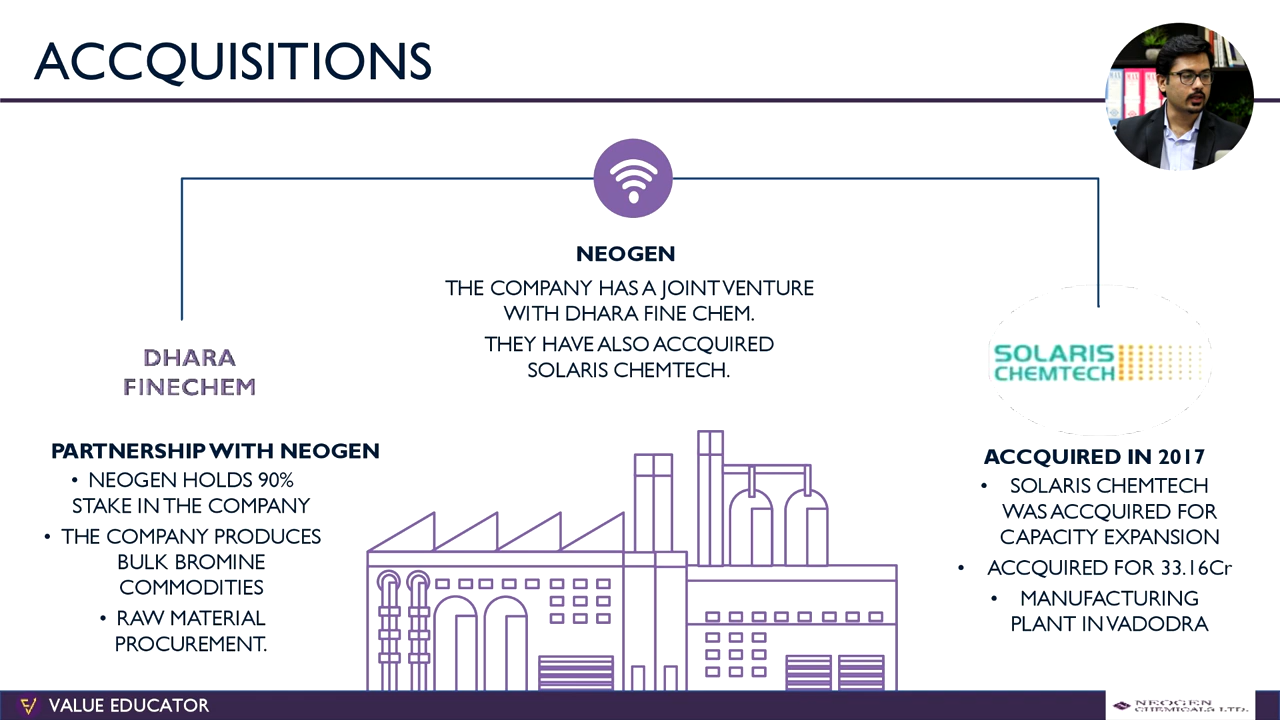 ACCQUISITIONS
NEOGEN
THE COMPANY HAS A JOINT VENTURE
WITH DHARA FINE CHEM.
THEY HAVE ALSO ACCQUIRED
SOLARIS CHEMTECH.
DHARA
FINECHEM
PARTNERSHIP WITH NEOGEN
• NEOGEN HOLDS 90%
STAKE IN THE COMPANY
• THE COMPANY PRODUCES
BULK BROMINE
COMMODITIES
• RAW MATERIAL
PROCUREMENT.
SOLARIS
CHEMTECH
ACCQUIRED IN 2017
• SOLARIS CHEMTECH
WAS ACCQUIRED FOR
CAPACITY EXPANSION
• ACCQUIRED FOR 33.16Cr
• MANUFACTURING
PLANT IN VADODRA
VALUE EDUCATOR
NEOGEN
CHEMICALS LTD.